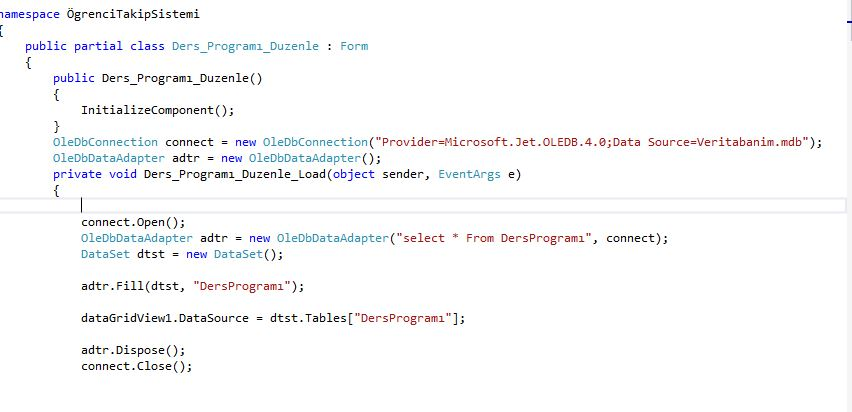 namespace ÖgrenciTakipSistemi
{
public partial class Ders_Programı_Duzenle : Form
{
public Ders_Programı_Duzenle()
{
InitializeComponent();
}
OleDbConnection connect = new OleDbConnection("Provider=Microsoft.Jet.OLEDB.4.0;Data Source=Veritabanim.mdb");
OleDbDataAdapter adtr = new OleDbDataAdapter();
private void Ders_Programı_Duzenle_Load(object sender, EventArgs e)
{
connect.Open();
OleDbDataAdapter adtr = new OleDbDataAdapter("select * From DersProgramı", connect);
DataSet dtst = new DataSet();
adtr.Fill(dtst, "DersProgramı");
dataGridView1.DataSource = dtst.Tables["DersProgramı"];
adtr.Dispose();
connect.Close();